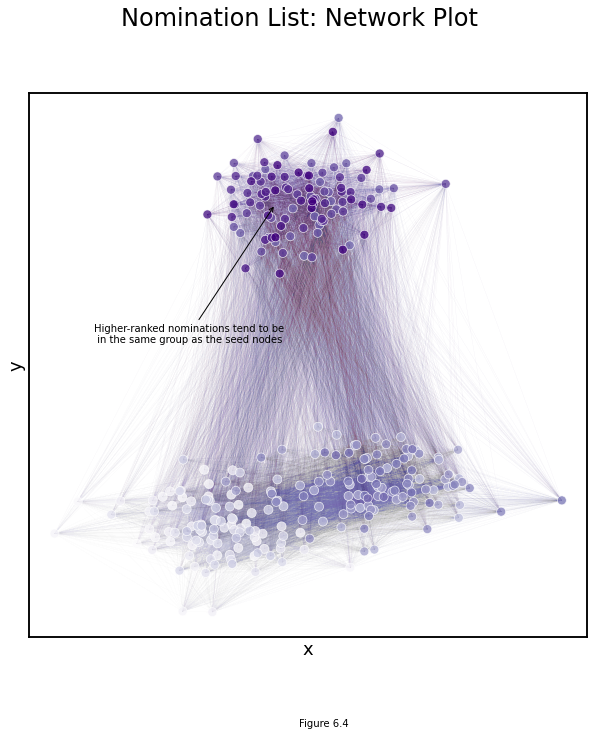 Nomination List: Network Plot
Higher-ranked nominations tend to be
in the same group as the seed nodes
y
x
Figure 6.4